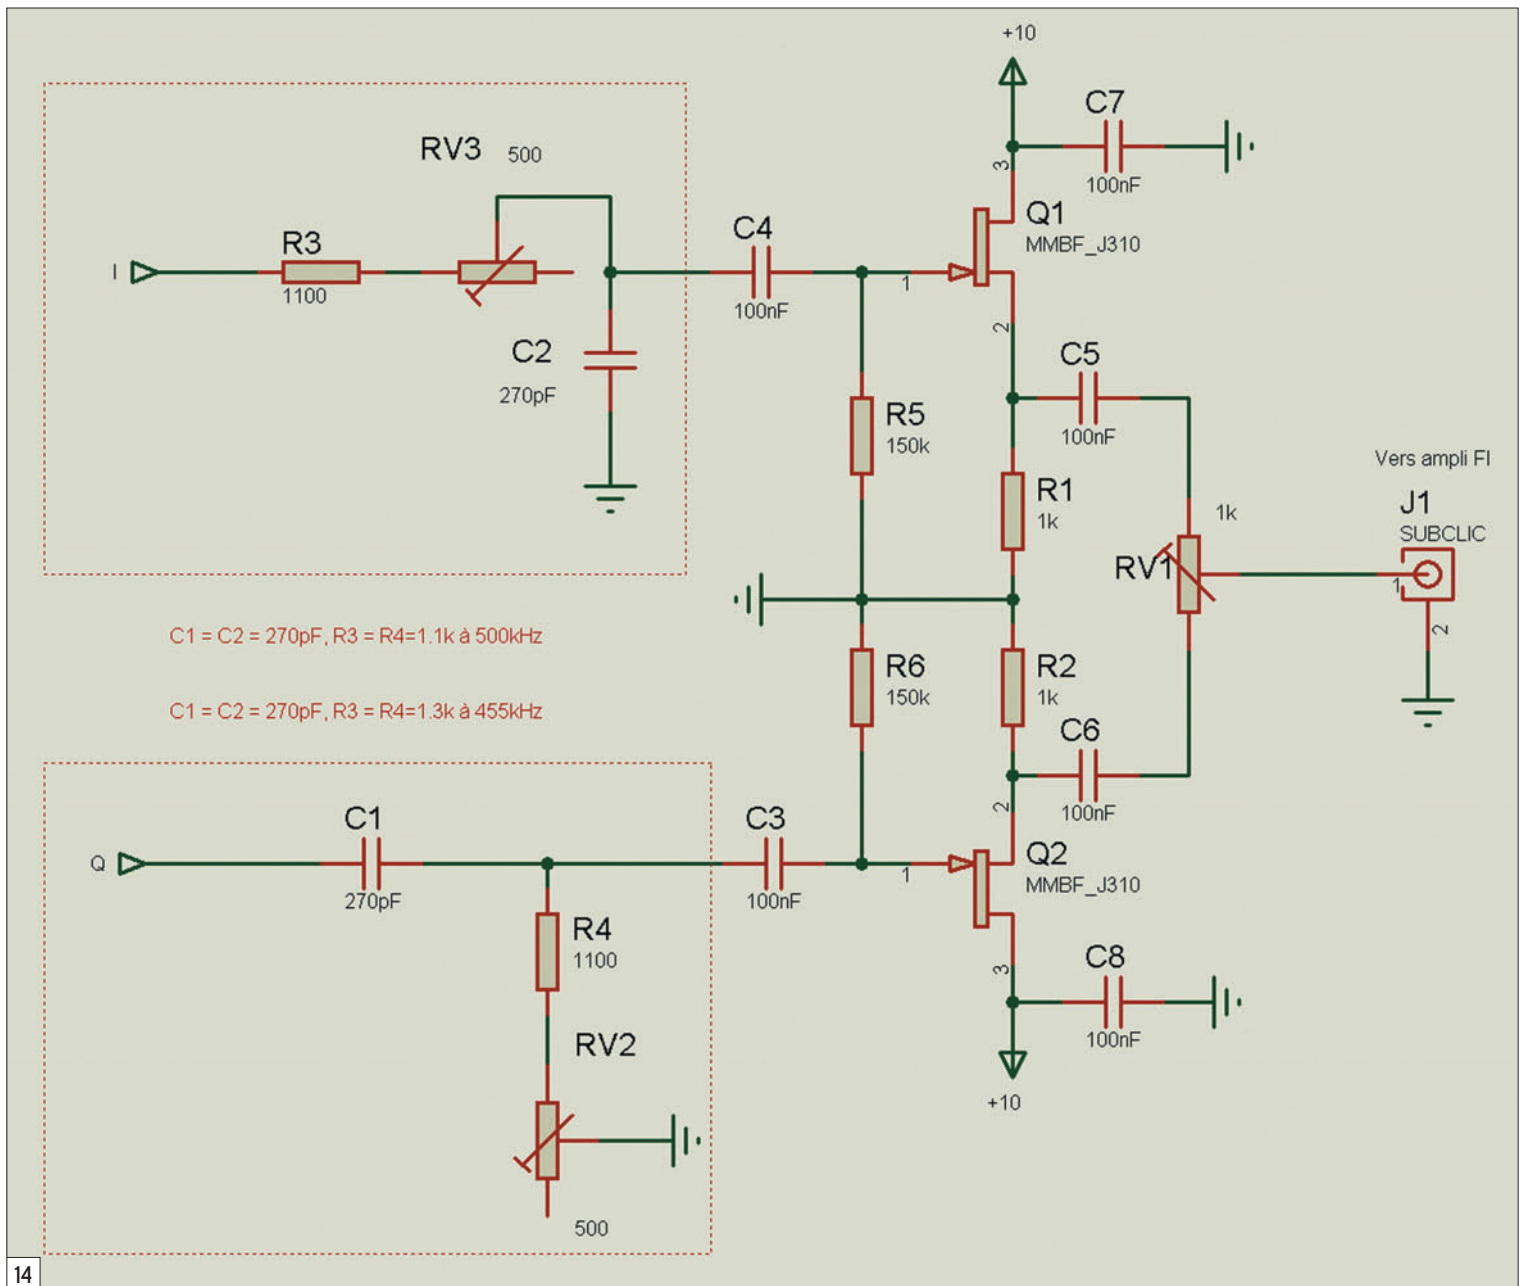 +10
C7
100nF
3
RV3 500
Q1
MMBF_J310
C4
100nF
R3
1100
I
1
2
C2
270pF
C5
100nF
R5
150k
R1
1k
Vers ampli FI
J1
SUBCLIC
1k
RV1
1
2
C1 = C2 = 270pF, R3 = R4=1.1k à 500kHz
C1 = C2 = 270pF, R3 = R4=1.3k à 455kHz
R6
150k
R2
1k
C6
100nF
2
C1
270pF
Q
C3
100nF
1
Q2
MMBF_J310
R4
1100
3
C8
100nF
RV2
500
+10
14